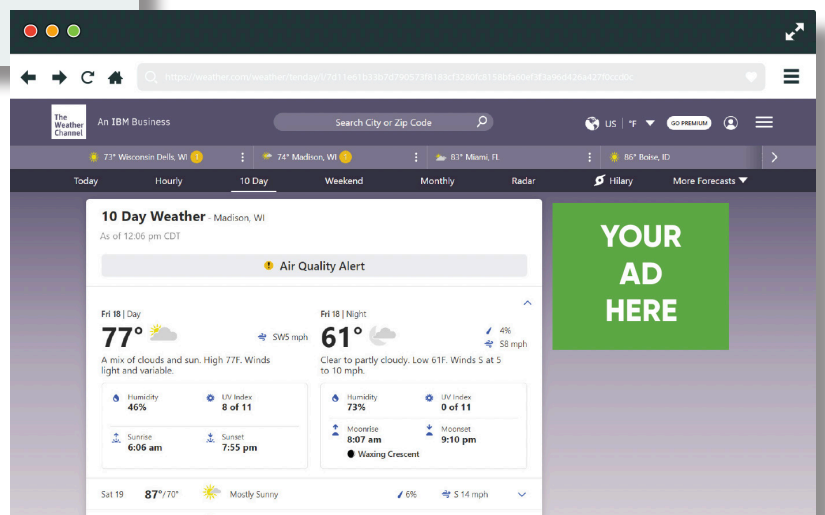 The
Weather
Channel
An IBM Business
Search City or Zip Code
US | °F
GO PREMIUM
73° Wisconsin Dells, WI
74° Madison, WI
83° Miami, FL
86° Boise, ID
Today Hourly 10 Day Weekend Monthly Radar Hilary More Forecasts
10 Day Weather - Madison, WI
As of 12:06 pm CDT
Air Quality Alert
Fri 18 | Day
77°
SW5 mph
A mix of clouds and sun. High 77F. Winds
light and variable.
Humidity
46%
UV Index
8 of 11
Sunrise
6:06 am
Sunset
7:55 pm
Fri 18 | Night
61°
4%
S8 mph
Clear to partly cloudy. Low 61F. Winds S at 5
to 10 mph.
Humidity
73%
UV Index
0 of 11
Moonrise
8:07 am
Moonset
9:10 pm
Waxing Crescent
Sat 19 87°/70° Mostly Sunny 6% S 14 mph
YOUR
AD
HERE